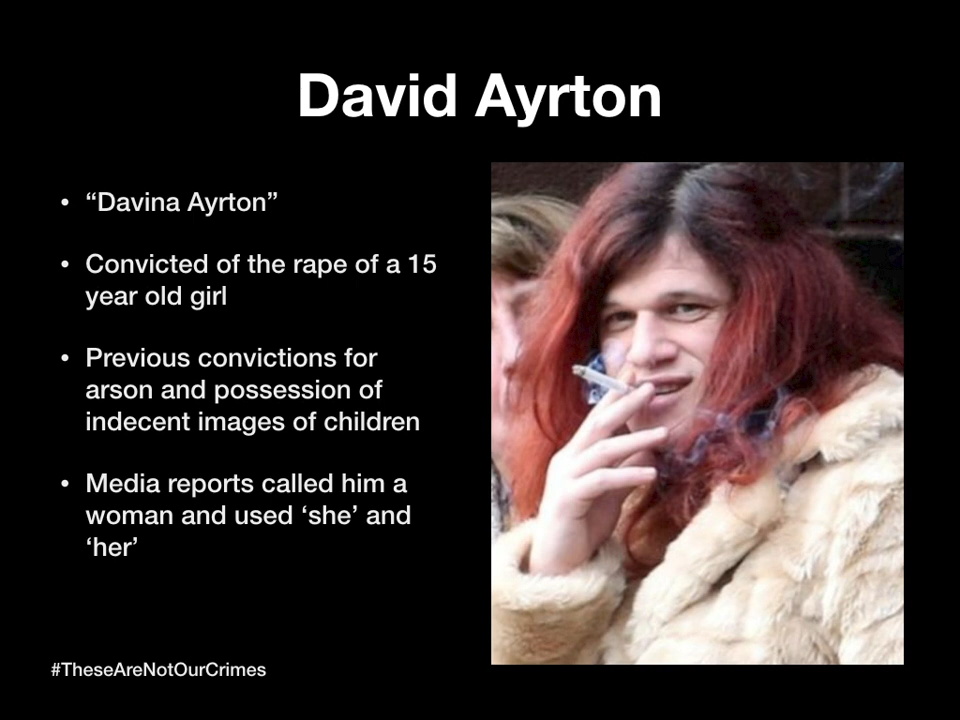 David Ayrton
• “Davina Ayrton”
• Convicted of the rape of a 15
year old girl
• Previous convictions for
arson and possession of
indecent images of children
• Media reports called him a
woman and used ‘she’ and
‘her’
#TheseAreNotOurCrimes